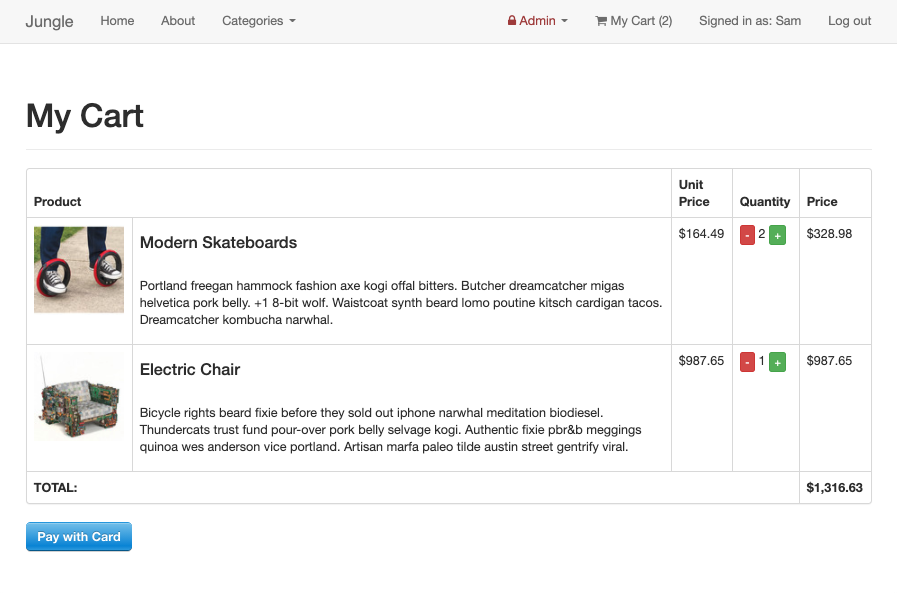 Jungle Home About Categories Admin My Cart (2) Signed in as: Sam Log out
My Cart
Product Unit Price Quantity Price
Modern Skateboards $164.49 - 2 + $328.98
Portland freegan hammock fashion axe kogi offal bitters. Butcher dreamcatcher migas
helvetica pork belly. +1 8-bit wolf. Waistcoat synth beard lomo poutine kitsch cardigan tacos.
Dreamcatcher kombucha narwhal.
Electric Chair $987.65 - 1 + $987.65
Bicycle rights beard fixie before they sold out iphone narwhal meditation biodiesel.
Thundercats trust fund pour-over pork belly selvage kogi. Authentic fixie pbr&b meggings
quinoa wes anderson vice portland. Artisan marfa paleo tilde austin street gentrify viral.
TOTAL: $1,316.63
Pay with Card